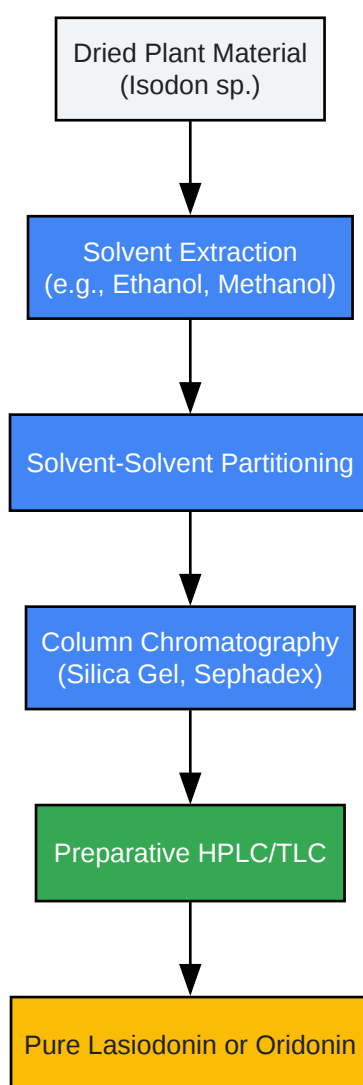 Dried Plant Material
(Isodon sp.)
Solvent Extraction
(e.g., Ethanol, Methanol)
Solvent-Solvent Partitioning
Column Chromatography
(Silica Gel, Sephadex)
Preparative HPLC/TLC
Pure Lasiodonin or Oridonin